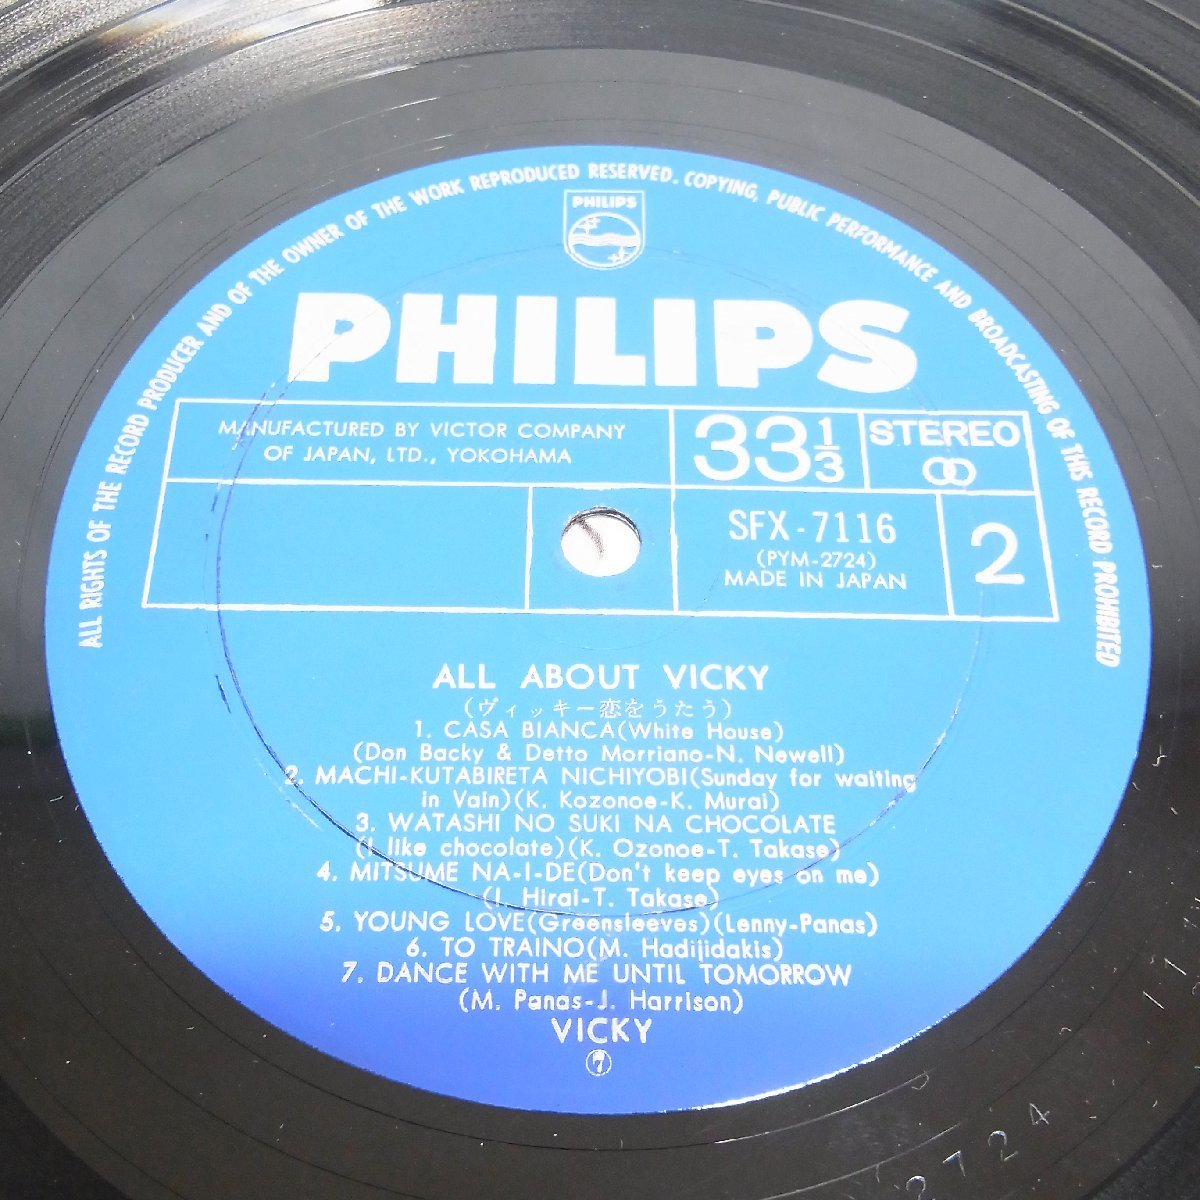 ALL RIGHTS OF THE RECORD PRODUCER AND OF THE OWNER OF THE WORK REPRODUCED RESERVED. COPYING, PUBLIC PERFORMANCE AND BROADCASTING OF THIS RECORD PROHIBITED
PHILIPS
PHILIPS
MANUFACTURED BY VICTOR COMPANY
OF JAPAN, LTD., YOKOHAMA
33 1/3
STEREO
SFX-7116
(PYM-2724)
MADE IN JAPAN
2
ALL ABOUT VICKY
(ヴィッキー恋をうたう)
1. CASA BIANCA(White House)
(Don Backy & Detto Morriano-N. Newell)
2. MACHI-KUTABIRETA NICHIYOBI(Sunday for waiting
in Vain)(K. Kozonoe-K. Murai)
3. WATASHI NO SUKI NA CHOCOLATE
(I like chocolate)(K. Ozonoe-T. Takase)
4. MITSUME NA-I-DE(Don't keep eyes on me)
(I. Hirai-T. Takase)
5. YOUNG LOVE(Greensleeves)(Lenny-Panas)
6. TO TRAINO(M. Hadijidakis)
7. DANCE WITH ME UNTIL TOMORROW
(M. Panas-J. Harrison)
VICKY
7
2724